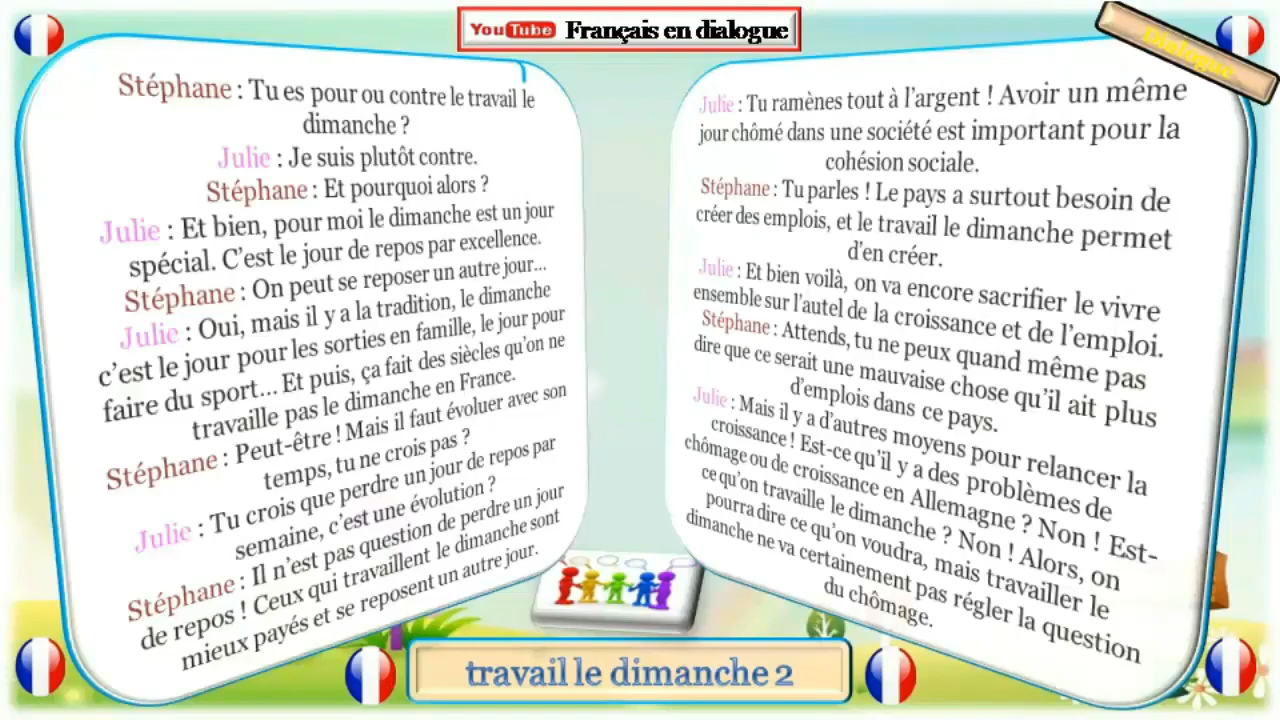 YouTube Français en dialogue
Dialogue
Stéphane : Tu es pour ou contre le travail le
dimanche ?
Julie : Je suis plutôt contre.
Stéphane : Et pourquoi alors ?
Julie : Et bien, pour moi le dimanche est un jour
spécial. C'est le jour de repos par excellence.
Stéphane : On peut se reposer un autre jour...
Julie : Oui, mais il y a la tradition, le dimanche
c'est le jour pour les sorties en famille, le jour pour
faire du sport... Et puis, ça fait des siècles qu'on ne
travaille pas le dimanche en France.
Stéphane : Peut-être ! Mais il faut évoluer avec son
temps, tu ne crois pas ?
Julie : Tu crois que perdre un jour de repos par
semaine, c'est une évolution ?
Stéphane : Il n'est pas question de perdre un jour
de repos ! Ceux qui travaillent le dimanche sont
mieux payés et se reposent un autre jour.
Julie : Tu ramènes tout à l'argent ! Avoir un même
jour chômé dans une société est important pour la
cohésion sociale.
Stéphane : Tu parles ! Le pays a surtout besoin de
créer des emplois, et le travail le dimanche permet
d'en créer.
Julie : Et bien voilà, on va encore sacrifier le vivre
ensemble sur l'autel de la croissance et de l'emploi.
Stéphane : Attends, tu ne peux quand même pas
dire que ce serait une mauvaise chose qu'il ait plus
d'emplois dans ce pays.
Julie : Mais il y a d'autres moyens pour relancer la
croissance ! Est-ce qu'il y a des problèmes de
chômage ou de croissance en Allemagne ? Non ! Est-
ce qu'on travaille le dimanche ? Non ! Alors, on
pourra dire ce qu'on voudra, mais travailler le
dimanche ne va certainement pas régler la question
du chômage.
travail le dimanche 2